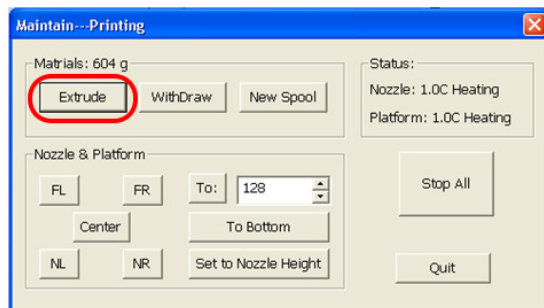 Maintain---Printing
Matrials: 604 g
Extrude WithDraw New Spool
Status:
Nozzle: 1.0C Heating
Platform: 1.0C Heating
Nozzle & Platform
FL FR To: 128
Center To Bottom
NL NR Set to Nozzle Height
Stop All
Quit